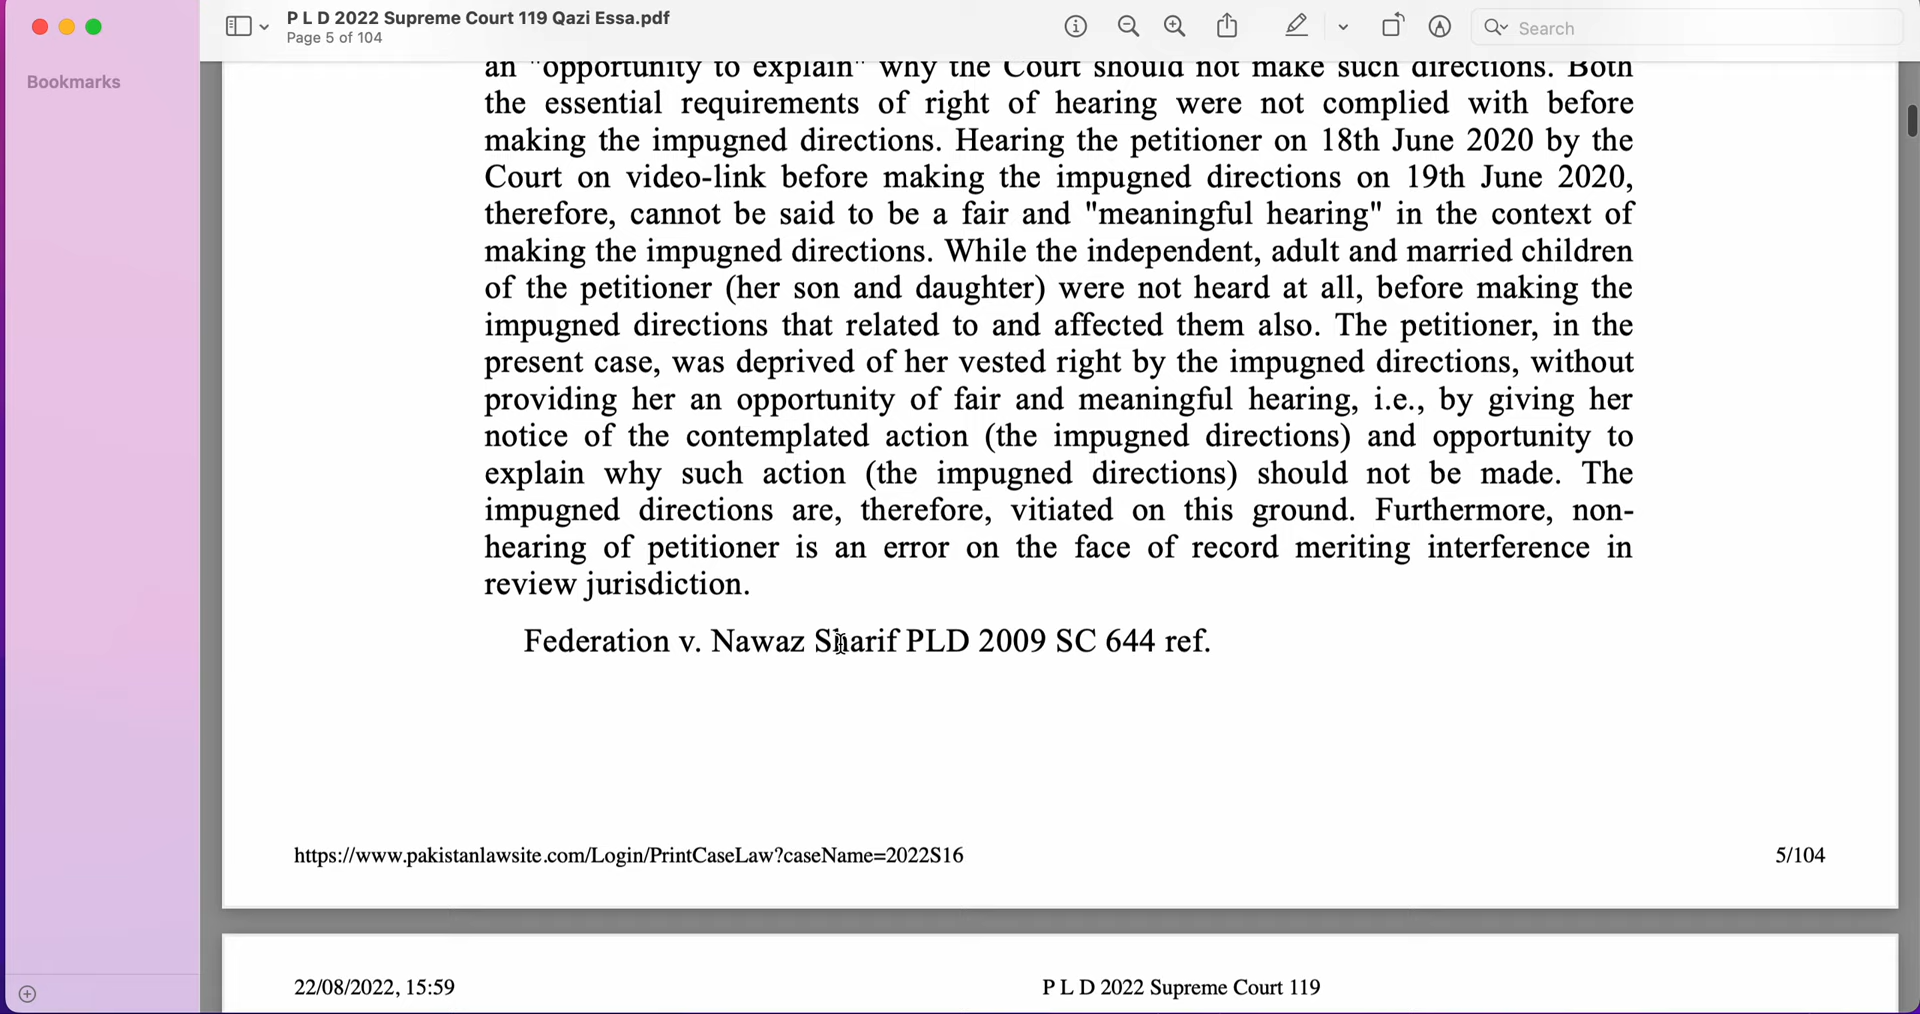 P L D 2022 Supreme Court 119 Qazi Essa.pdf
Page 5 of 104
Search
Bookmarks
an "opportunity to explain" why the Court should not make such directions. Both
the essential requirements of right of hearing were not complied with before
making the impugned directions. Hearing the petitioner on 18th June 2020 by the
Court on video-link before making the impugned directions on 19th June 2020,
therefore, cannot be said to be a fair and "meaningful hearing" in the context of
making the impugned directions. While the independent, adult and married children
of the petitioner (her son and daughter) were not heard at all, before making the
impugned directions that related to and affected them also. The petitioner, in the
present case, was deprived of her vested right by the impugned directions, without
providing her an opportunity of fair and meaningful hearing, i.e., by giving her
notice of the contemplated action (the impugned directions) and opportunity to
explain why such action (the impugned directions) should not be made. The
impugned directions are, therefore, vitiated on this ground. Furthermore, non-
hearing of petitioner is an error on the face of record meriting interference in
review jurisdiction.
Federation v. Nawaz Sharif PLD 2009 SC 644 ref.
https://www.pakistanlawsite.com/Login/PrintCaseLaw?caseName=2022S16
5/104
22/08/2022, 15:59
P L D 2022 Supreme Court 119